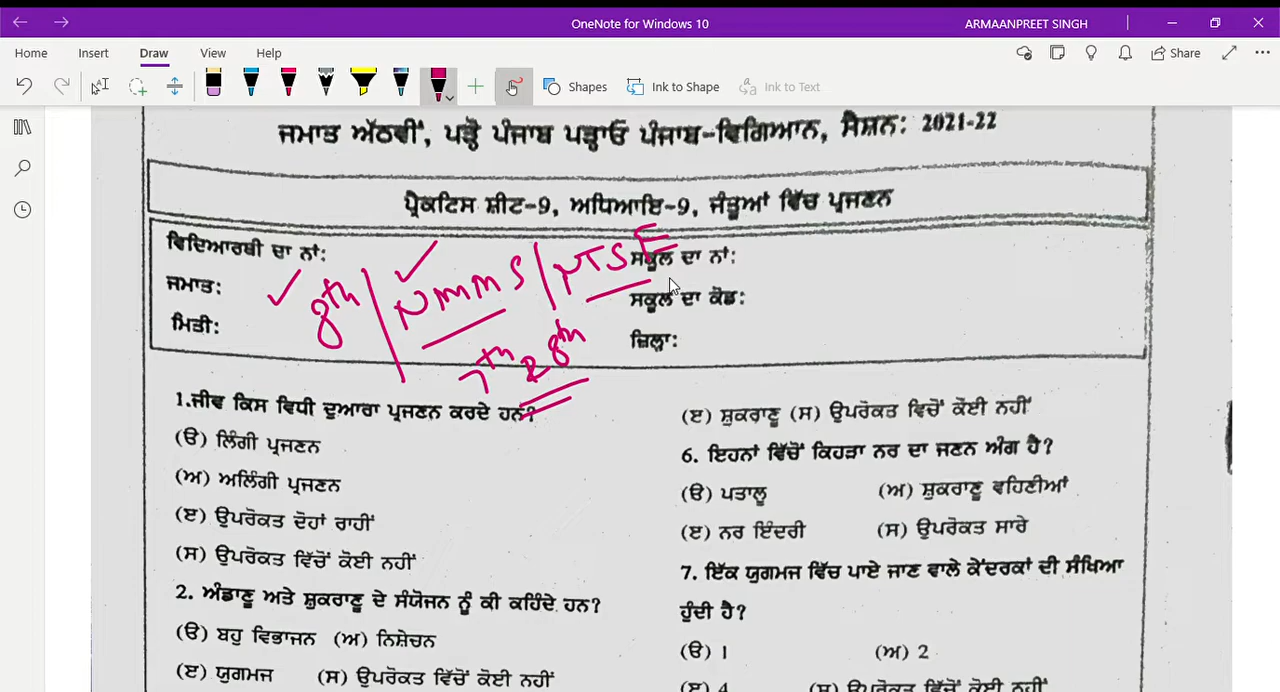 OneNote for Windows 10
ARMAANPREET SINGH
Home Insert Draw View Help
Share
Shapes Ink to Shape Ink to Text
ਜਮਾਤ ਅੱਠਵੀਂ, ਪੜ੍ਹੋ ਪੰਜਾਬ ਪੜ੍ਹਾਓ ਪੰਜਾਬ-ਵਿਗਿਆਨ, ਸੈਸ਼ਨ: 2021-22
ਪ੍ਰੈਕਟਿਸ ਸ਼ੀਟ-9, ਅਧਿਆਇ-9, ਜੰਤੂਆਂ ਵਿੱਚ ਪ੍ਰਜਣਨ
ਵਿਦਿਆਰਥੀ ਦਾ ਨਾਂ:
ਜਮਾਤ:
ਮਿਤੀ:
ਸਕੂਲ ਦਾ ਨਾਂ:
ਸਕੂਲ ਦਾ ਕੋਡ:
ਜ਼ਿਲ੍ਹਾ:
8th / NMMS / NTSE
7th & 8th
1.ਜੀਵ ਕਿਸ ਵਿਧੀ ਦੁਆਰਾ ਪ੍ਰਜਣਨ ਕਰਦੇ ਹਨ?
(ੳ) ਲਿੰਗੀ ਪ੍ਰਜਣਨ
(ਅ) ਅਲਿੰਗੀ ਪ੍ਰਜਣਨ
(ੲ) ਉਪਰੋਕਤ ਦੋਹਾਂ ਰਾਹੀਂ
(ਸ) ਉਪਰੋਕਤ ਵਿੱਚੋਂ ਕੋਈ ਨਹੀਂ
2. ਅੰਡਾਣੂ ਅਤੇ ਸ਼ੁਕਰਾਣੂ ਦੇ ਸੰਯੋਜਨ ਨੂੰ ਕੀ ਕਹਿੰਦੇ ਹਨ?
(ੳ) ਬਹੁ ਵਿਭਾਜਨ (ਅ) ਨਿਸ਼ੇਚਨ
(ੲ) ਯੁਗਮਜ (ਸ) ਉਪਰੋਕਤ ਵਿੱਚੋਂ ਕੋਈ ਨਹੀਂ
(ੲ) ਸ਼ੁਕਰਾਣੂ (ਸ) ਉਪਰੋਕਤ ਵਿਚੋਂ ਕੋਈ ਨਹੀਂ
6. ਇਹਨਾਂ ਵਿੱਚੋਂ ਕਿਹੜਾ ਨਰ ਦਾ ਜਣਨ ਅੰਗ ਹੈ?
(ੳ) ਪਤਾਲੂ (ਅ) ਸ਼ੁਕਰਾਣੂ ਵਹਿਣੀਆਂ
(ੲ) ਨਰ ਇੰਦਰੀ (ਸ) ਉਪਰੋਕਤ ਸਾਰੇ
7. ਇੱਕ ਯੁਗਮਜ ਵਿੱਚ ਪਾਏ ਜਾਣ ਵਾਲੇ ਕੇਂਦਰਕਾਂ ਦੀ ਸੰਖਿਆ
ਹੁੰਦੀ ਹੈ?
(ੳ) 1 (ਅ) 2
(ੲ) 4 (ਸ) ਉਪਰੋਕਤ ਵਿੱਚੋਂ ਕੋਈ ਨਹੀਂ